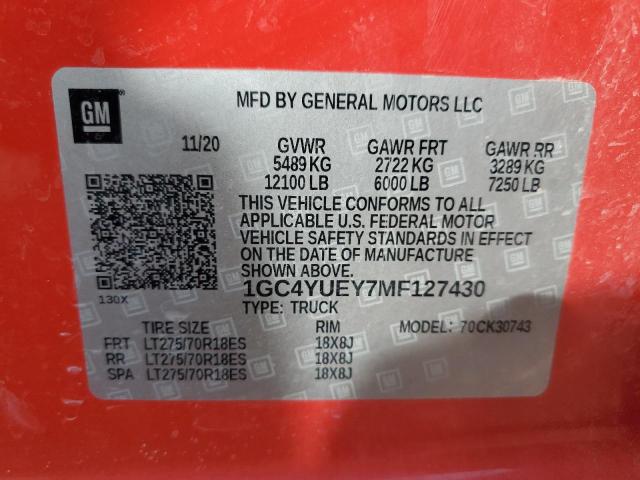 GM
MFD BY GENERAL MOTORS LLC
11/20 GVWR GAWR FRT GAWR RR
5489 KG 2722 KG 3289 KG
12100 LB 6000 LB 7250 LB
THIS VEHICLE CONFORMS TO ALL
APPLICABLE U.S. FEDERAL MOTOR
VEHICLE SAFETY STANDARDS IN EFFECT
ON THE DATE OF MANUFACTURE
SHOWN ABOVE.
130X
1GC4YUEY7MF127430
TYPE: TRUCK MODEL: 70CK30743
TIRE SIZE RIM
FRT LT275/70R18ES 18X8J
RR LT275/70R18ES 18X8J
SPA LT275/70R18ES 18X8J